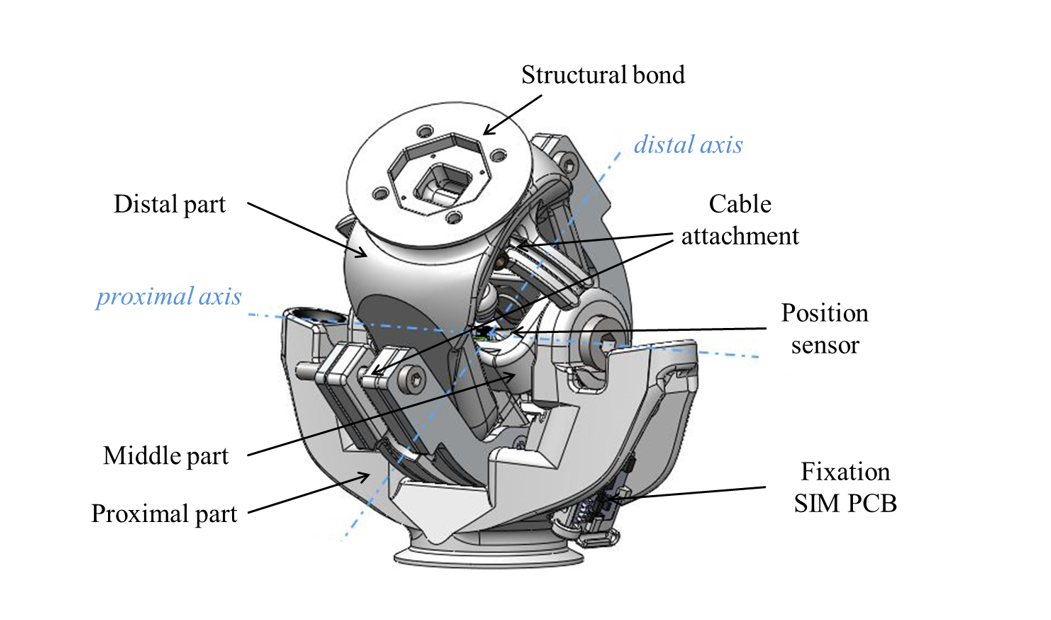 Structural bond
distal axis
Distal part
Cable
attachment
proximal axis
Position
sensor
Middle part
Fixation
SIM PCB
Proximal part